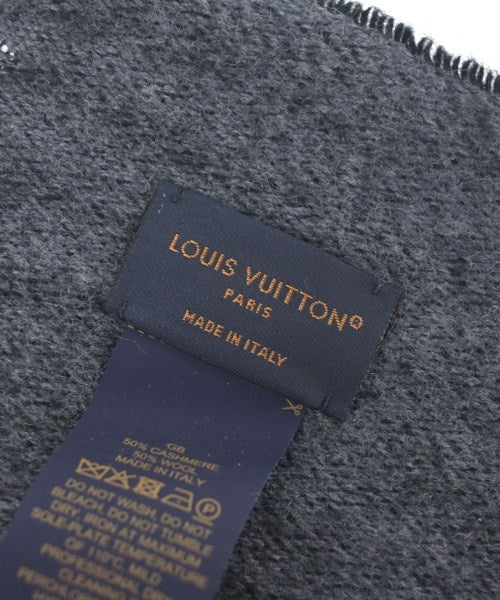 LOUIS VUITTON®
PARIS
MADE IN ITALY
GB
50% CASHMERE
50% WOOL
MADE IN ITALY
DO NOT WASH, DO NOT
BLEACH, DO NOT TUMBLE
DRY, IRON AT MAXIMUM
SOLE-PLATE TEMPERATURE
OF 110°C, MILD
PROFESSIONAL DRY
CLEANING